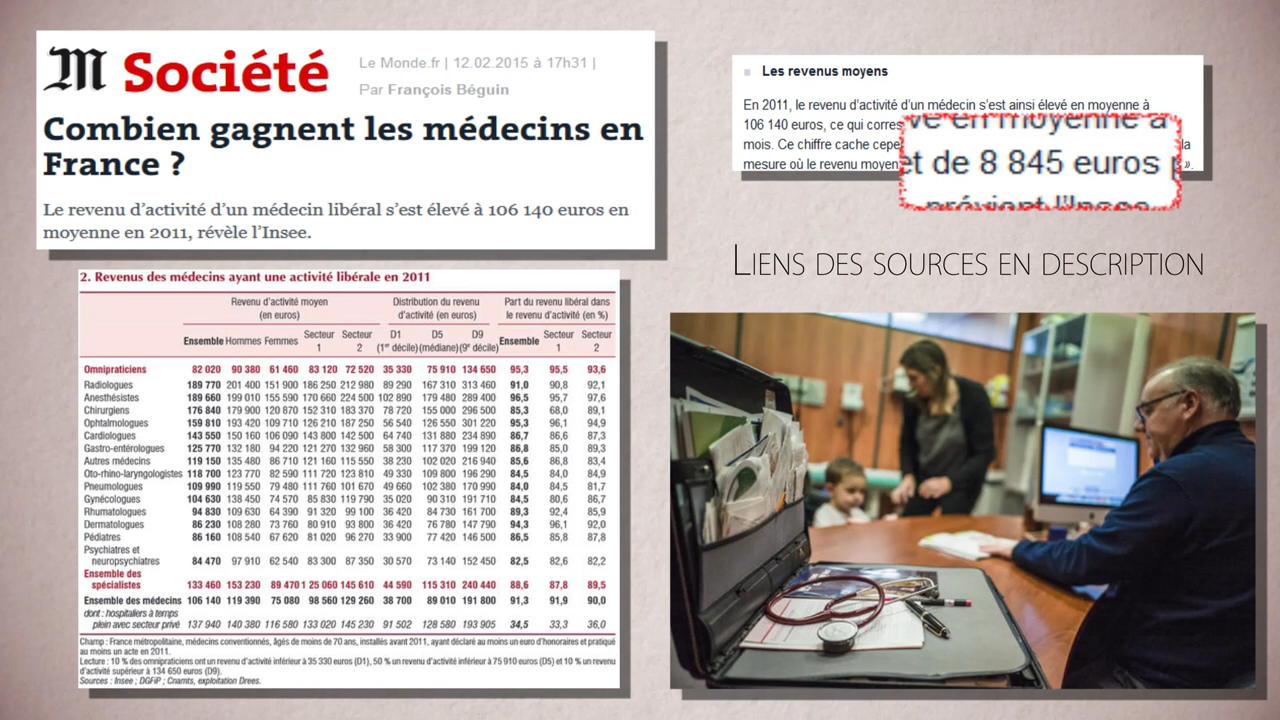 M Société
Le Monde.fr | 12.02.2015 à 17h31 |
Par François Béguin
Combien gagnent les médecins en
France ?
Le revenu d'activité d'un médecin libéral s'est élevé à 106 140 euros en
moyenne en 2011, révèle l'Insee.
2. Revenus des médecins ayant une activité libérale en 2011
Revenu d'activité moyen
(en euros)
Distribution du revenu
d'activité (en euros)
Part du revenu libéral dans
le revenu d'activité (en %)
Ensemble Hommes Femmes Secteur 1 Secteur 2 D1 (1er décile) D5 (médiane) D9 (9e décile) Ensemble Secteur 1 Secteur 2
Omnipraticiens 82 020 90 380 61 460 83 120 72 520 35 330 75 910 134 650 95,3 95,5 93,6
Radiologues 189 770 201 400 151 900 186 250 212 980 89 290 167 310 313 460 91,0 90,8 92,1
Anesthésistes 189 660 199 010 155 590 170 660 224 500 102 890 179 480 289 400 96,5 95,7 97,6
Chirurgiens 176 840 179 900 120 870 152 310 183 370 78 720 155 000 296 500 85,3 68,0 89,1
Ophtalmologues 159 810 193 420 109 710 126 210 187 250 56 540 126 550 301 220 95,3 96,1 94,9
Cardiologues 143 550 150 160 106 090 143 800 142 500 64 740 131 880 234 890 86,7 86,6 87,3
Gastro-entérologues 125 770 132 180 94 220 121 270 132 960 58 300 117 370 199 120 86,8 85,0 89,3
Autres médecins 119 150 135 480 86 710 121 160 115 550 38 230 102 020 216 940 85,6 86,8 83,4
Oto-rhino-laryngologistes 118 700 123 770 82 590 111 720 123 810 49 330 109 800 196 290 84,5 84,0 84,9
Pneumologues 109 990 119 550 79 480 111 760 101 670 49 660 102 380 170 990 84,0 84,5 81,7
Gynécologues 104 630 138 450 74 570 85 830 119 790 35 020 90 310 191 710 84,5 80,6 86,7
Rhumatologues 94 830 109 630 64 390 91 320 99 100 36 420 84 730 161 700 89,3 92,4 85,9
Dermatologues 86 230 108 280 73 760 80 910 93 800 36 420 76 780 147 790 94,3 96,1 92,0
Pédiatres 86 160 108 540 67 620 81 020 96 270 33 900 77 420 146 500 86,5 85,8 88,2
Psychiatres et
neuropsychiatres 84 470 97 910 62 540 83 300 87 350 30 570 73 140 152 450 82,5 82,6 82,2
Ensemble des
spécialistes 133 460 153 230 89 470 1 25 060 145 610 44 590 115 310 240 440 88,6 87,8 89,5
Ensemble des médecins 106 140 119 390 75 080 98 560 129 260 38 700 89 010 191 800 91,3 91,9 90,0
dont : hospitaliers à temps
plein avec secteur privé 137 940 140 380 116 580 133 020 145 230 91 502 128 580 193 905 34,5 33,3 36,0
Champ : France métropolitaine, médecins conventionnés, âgés de moins de 70 ans, installés avant 2011, ayant déclaré au moins un euro d'honoraires et pratiqué
au moins un acte en 2011.
Lecture : 10 % des omnipraticiens ont un revenu d'activité inférieur à 35 330 euros (D1), 50 % un revenu d'activité inférieur à 75 910 euros (D5) et 10 % un revenu
d'activité supérieur à 134 650 euros (D9).
Sources : Insee ; DGFiP ; Cnamts, exploitation Drees.
Les revenus moyens
En 2011, le revenu d'activité d'un médecin s'est ainsi élevé en moyenne à
106 140 euros, ce qui corres
mois. Ce chiffre cache cepe la
mesure où le revenu moyen ».
vé en moyenne à
et de 8 845 euros p
prévient l'Insee
LIENS DES SOURCES EN DESCRIPTION